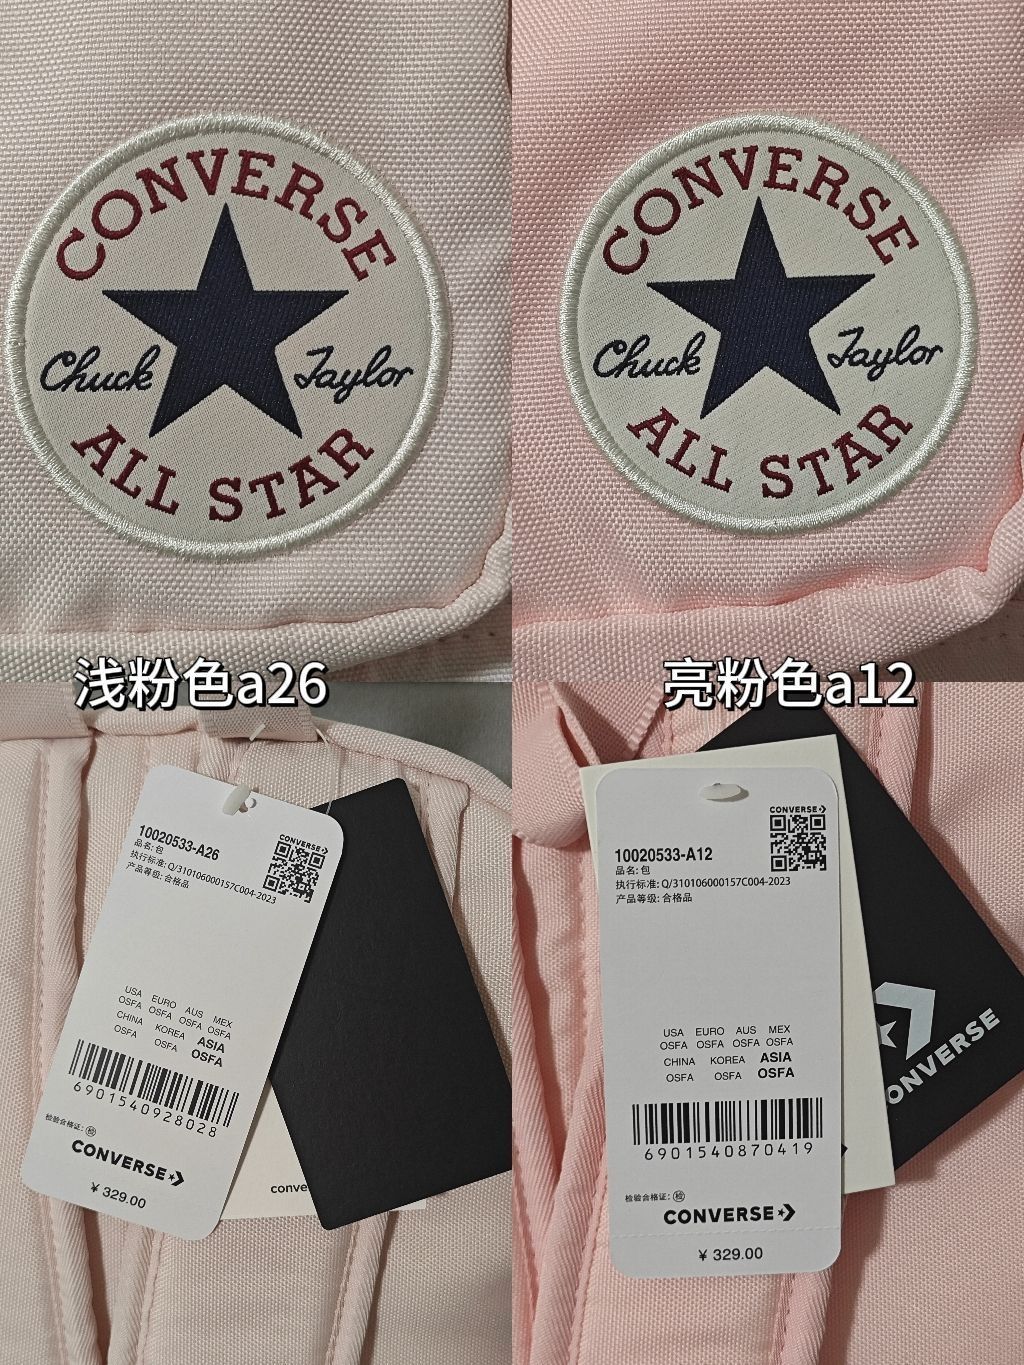 CONVERSE
Chuck Taylor
ALL STAR
CONVERSE
Chuck Taylor
ALL STAR
浅粉色a26
亮粉色a12
CONVERSE
10020533-A26
品名: 包
执行标准: Q/310106000157C004-2023
产品等级: 合格品
USA EURO AUS MEX
OSFA OSFA OSFA OSFA
CHINA KOREA ASIA
OSFA OSFA OSFA
6901540928028
检验合格证: 检
CONVERSE
¥ 329.00
conve
CONVERSE
10020533-A12
品名: 包
执行标准: Q/310106000157C004-2023
产品等级: 合格品
USA EURO AUS MEX
OSFA OSFA OSFA OSFA
CHINA KOREA ASIA
OSFA OSFA OSFA
6901540870419
检验合格证: 检
CONVERSE
¥ 329.00
ONVERSE